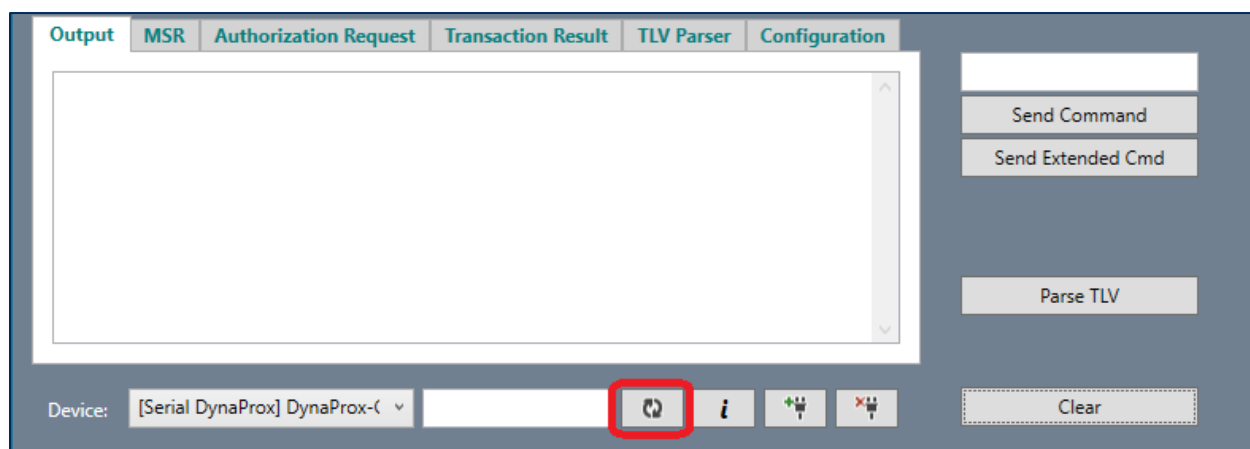 Output MSR Authorization Request Transaction Result TLV Parser Configuration
Send Command
Send Extended Cmd
Parse TLV
Device: [Serial DynaProx] DynaProx-( i Clear